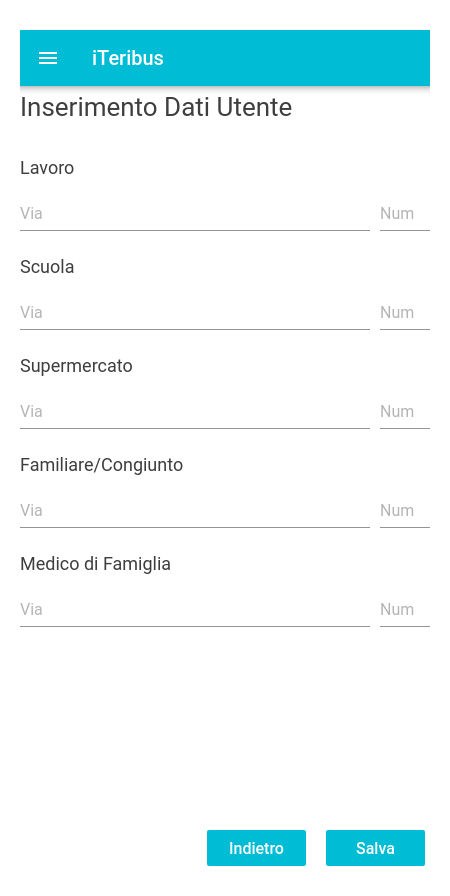 iTeribus
Inserimento Dati Utente
Lavoro
Via Num
Scuola
Via Num
Supermercato
Via Num
Familiare/Congiunto
Via Num
Medico di Famiglia
Via Num
Indietro Salva